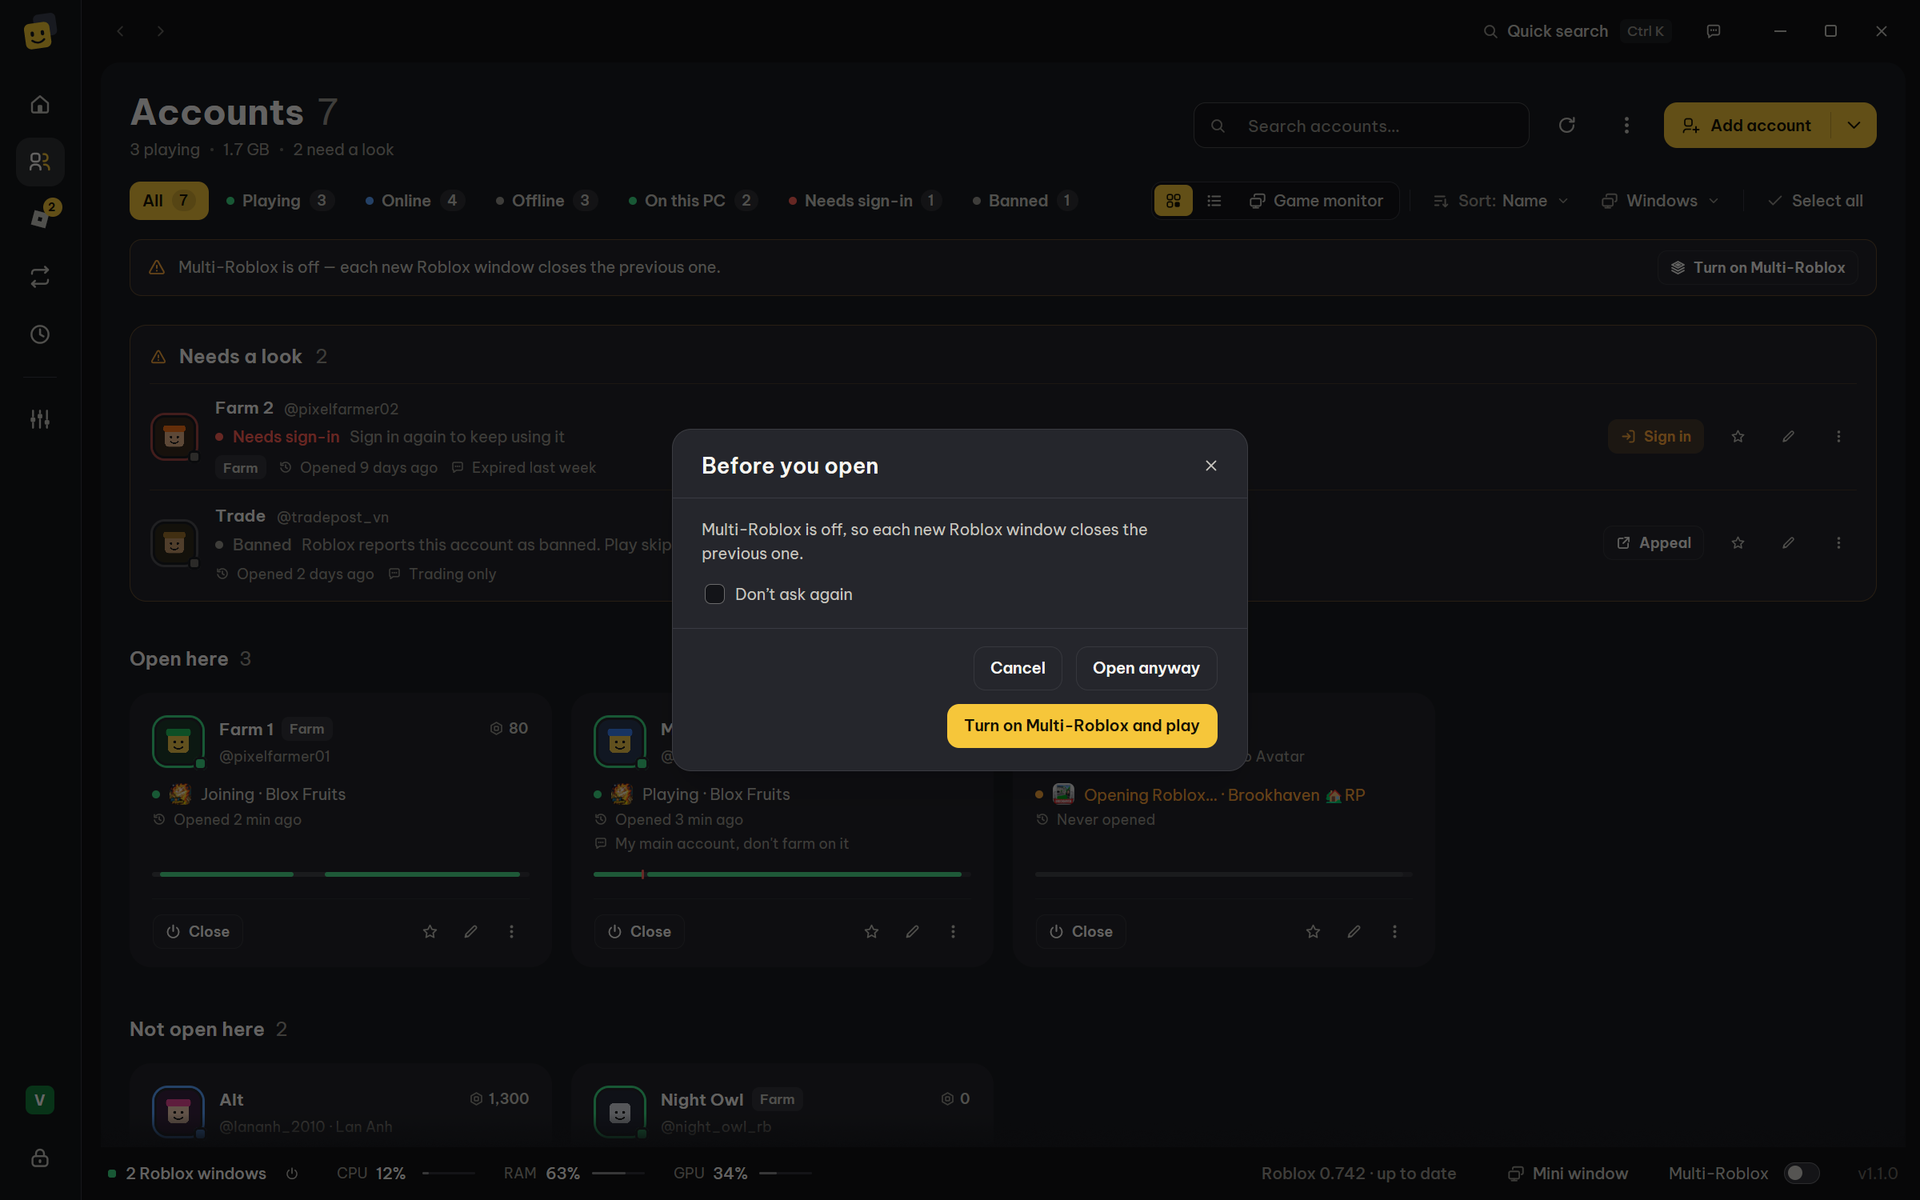 Quick search Ctrl K
Accounts 7
3 playing · 1.7 GB · 2 need a look
Search accounts...
Add account
All 7
Playing 3
Online 4
Offline 3
On this PC 2
Needs sign-in 1
Banned 1
Game monitor
Sort: Name
Windows
Select all
2
Multi-Roblox is off — each new Roblox window closes the previous one.
Turn on Multi-Roblox
Needs a look 2
Farm 2 @pixelfarmer02
Needs sign-in Sign in again to keep using it
Farm Opened 9 days ago Expired last week
Sign in
Trade @tradepost_vn
Banned Roblox reports this account as banned. Play skip
Opened 2 days ago Trading only
Appeal
Before you open
Multi-Roblox is off, so each new Roblox window closes the
previous one.
Don't ask again
Cancel
Open anyway
Turn on Multi-Roblox and play
Open here 3
Farm 1 Farm 80
@pixelfarmer01
Joining · Blox Fruits
Opened 2 min ago
Close
M
@
Playing · Blox Fruits
Opened 3 min ago
My main account, don't farm on it
Close
Avatar
Opening Roblox... · Brookhaven RP
Never opened
Close
Not open here 2
Alt 1,300
@lananh_2010 · Lan Anh
Night Owl Farm 0
@night_owl_rb
V
2 Roblox windows
CPU 12%
RAM 63%
GPU 34%
Roblox 0.742 · up to date
Mini window
Multi-Roblox
v1.1.0